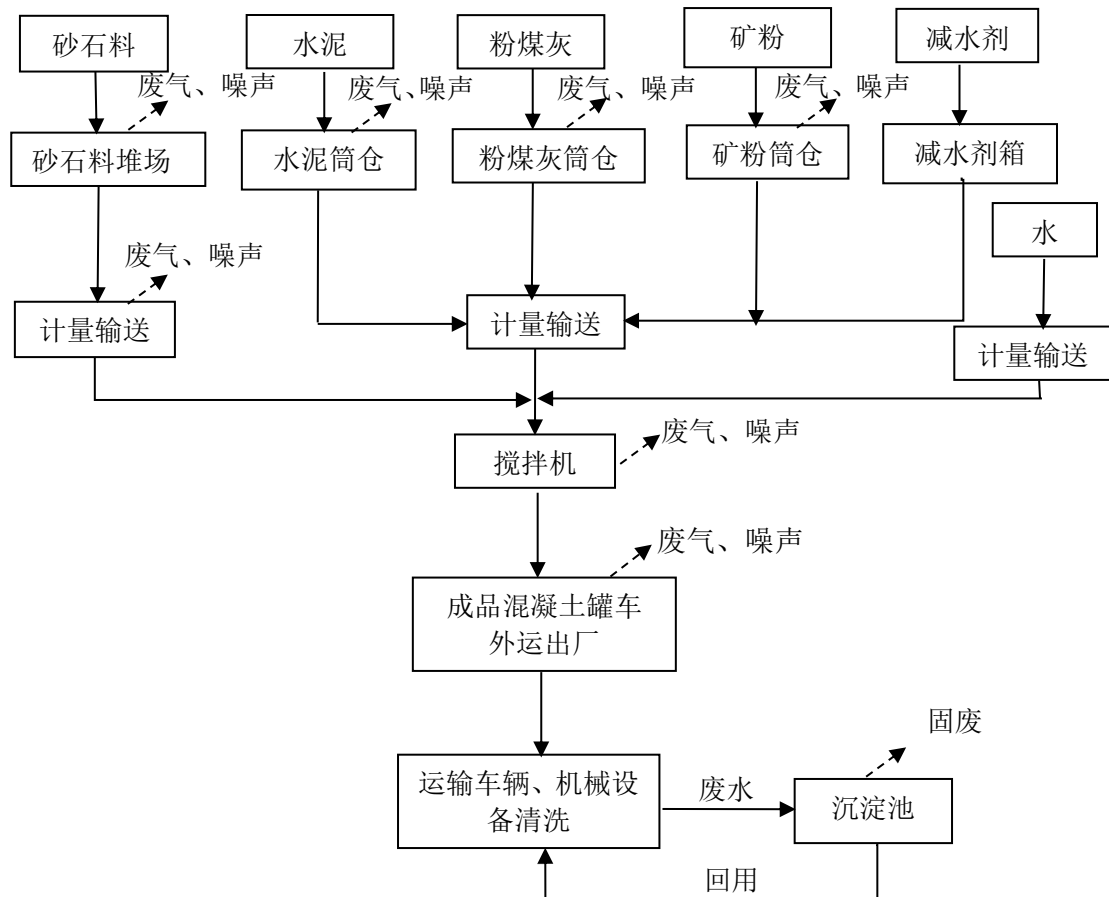 砂石料
水泥
粉煤灰
矿粉
减水剂
废气、噪声
废气、噪声
废气、噪声
废气、噪声
砂石料堆场
水泥筒仓
粉煤灰筒仓
矿粉筒仓
减水剂箱
水
废气、噪声
计量输送
计量输送
计量输送
搅拌机
废气、噪声
废气、噪声
成品混凝土罐车
外运出厂
固废
运输车辆、机械设
备清洗
废水
沉淀池
回用